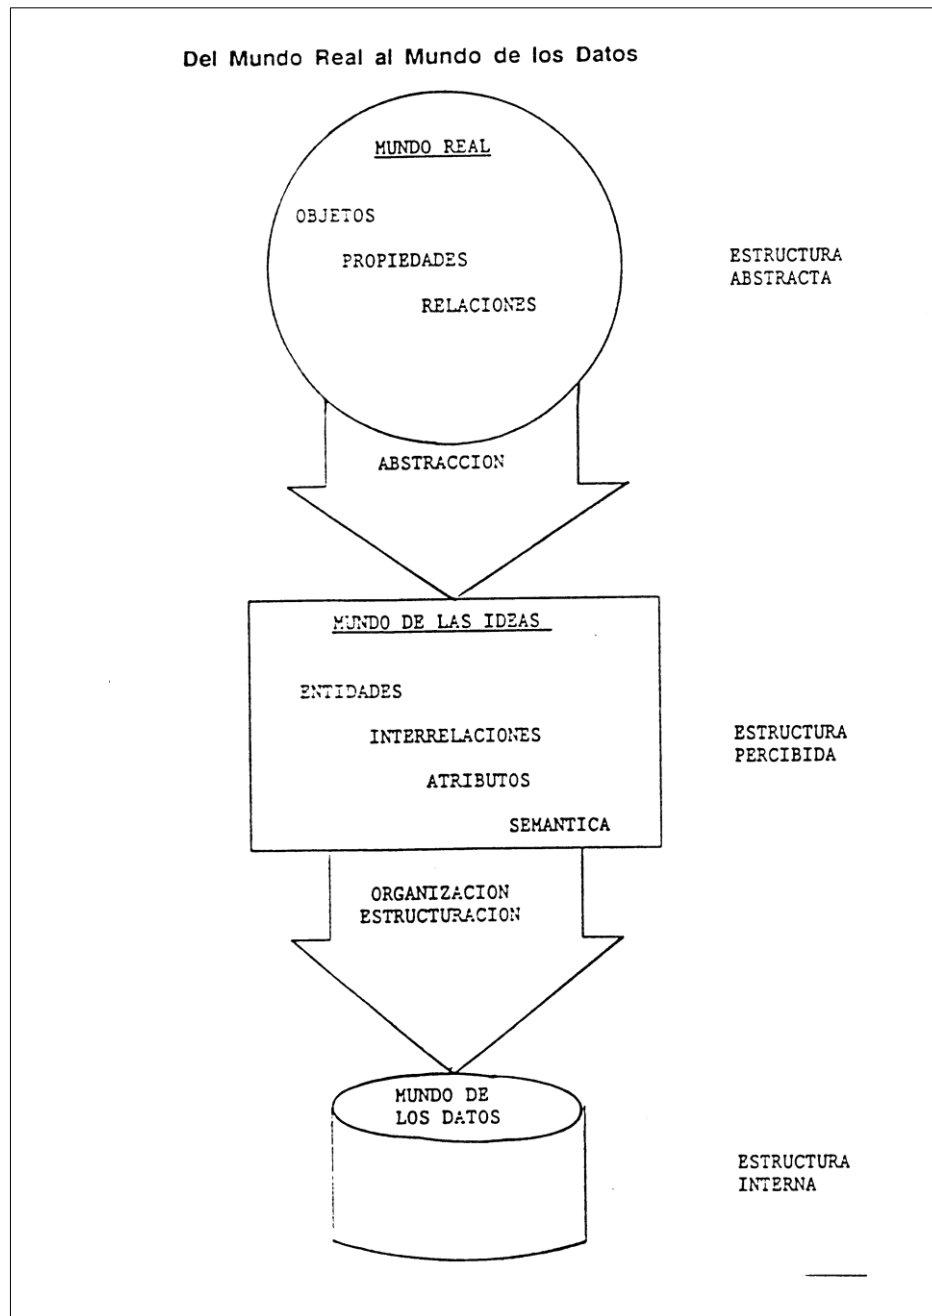 Del Mundo Real al Mundo de los Datos
MUNDO REAL
OBJETOS
PROPIEDADES
RELACIONES
ESTRUCTURA
ABSTRACTA
ABSTRACCION
MUNDO DE LAS IDEAS
ENTIDADES
INTERRELACIONES
ATRIBUTOS
SEMANTICA
ESTRUCTURA
PERCIBIDA
ORGANIZACION
ESTRUCTURACION
MUNDO DE
LOS DATOS
ESTRUCTURA
INTERNA